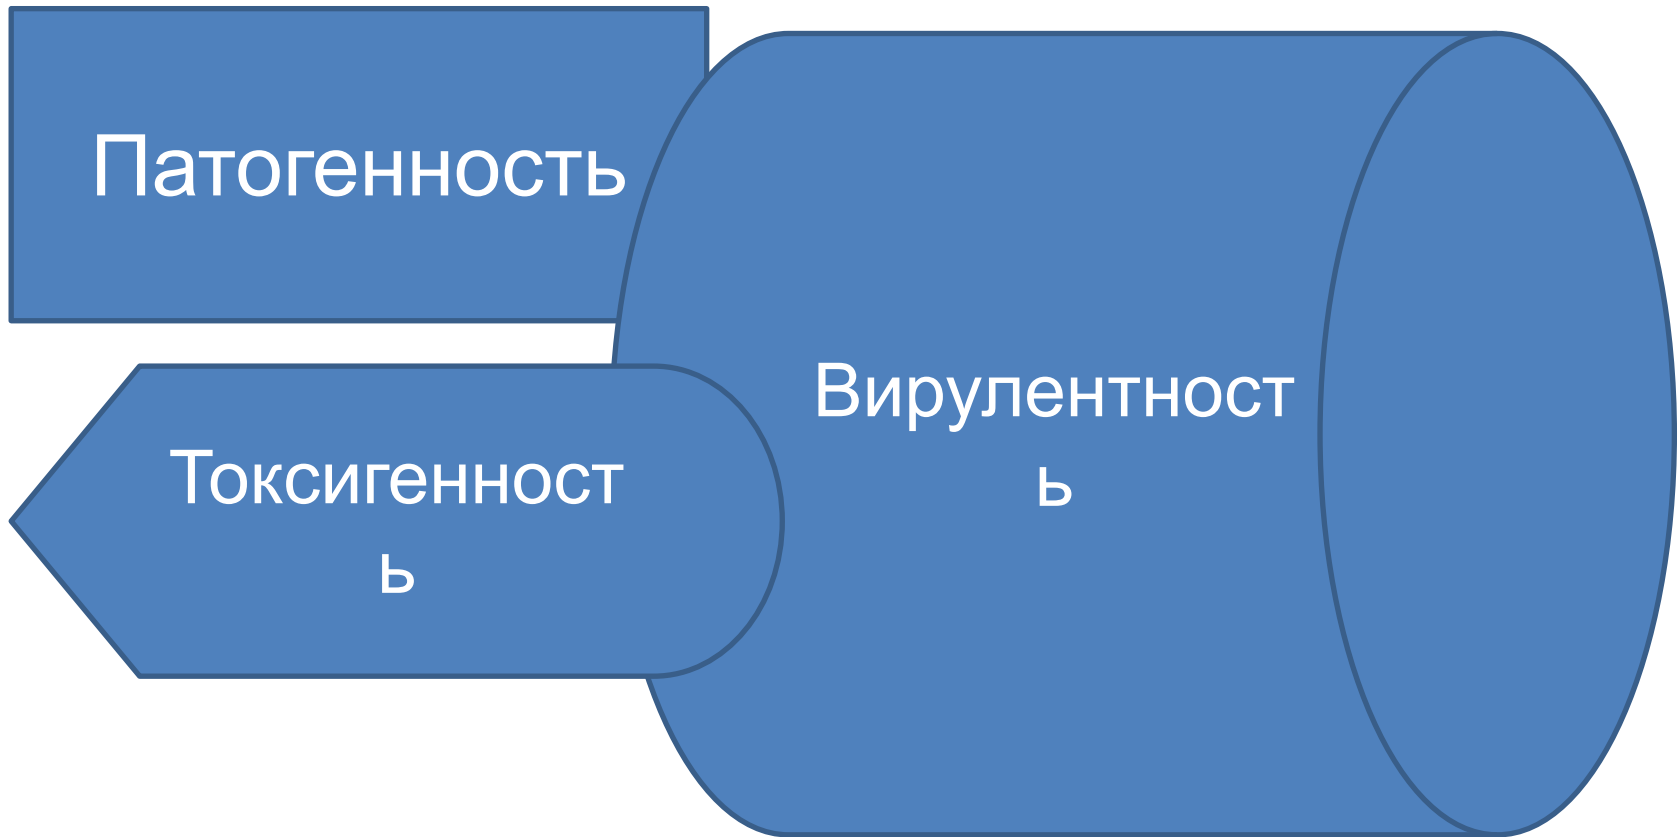 Патогенность
Вирулентност
ь
Токсигенност
ь